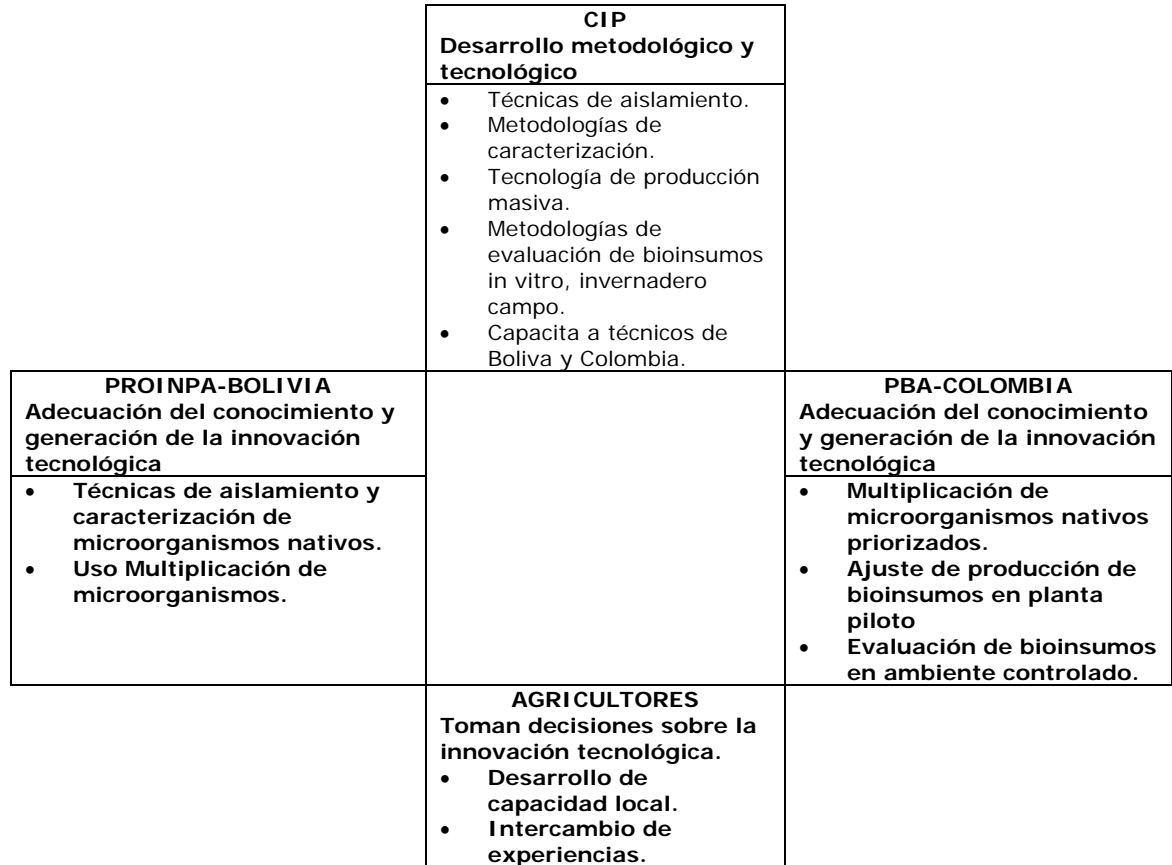 CIP
Desarrollo metodológico y
tecnológico
• Técnicas de aislamiento.
• Metodologías de
caracterización.
• Tecnología de producción
masiva.
• Metodologías de
evaluación de bioinsumos
in vitro, invernadero
campo.
• Capacita a técnicos de
Boliva y Colombia.
PROINPA-BOLIVIA
Adecuación del conocimiento y
generación de la innovación
tecnológica
• Técnicas de aislamiento y
caracterización de
microorganismos nativos.
• Uso Multiplicación de
microorganismos.
PBA-COLOMBIA
Adecuación del conocimiento
y generación de la innovación
tecnológica
• Multiplicación de
microorganismos nativos
priorizados.
• Ajuste de producción de
bioinsumos en planta
piloto
• Evaluación de bioinsumos
en ambiente controlado.
AGRICULTORES
Toman decisiones sobre la
innovación tecnológica.
• Desarrollo de
capacidad local.
• Intercambio de
experiencias.